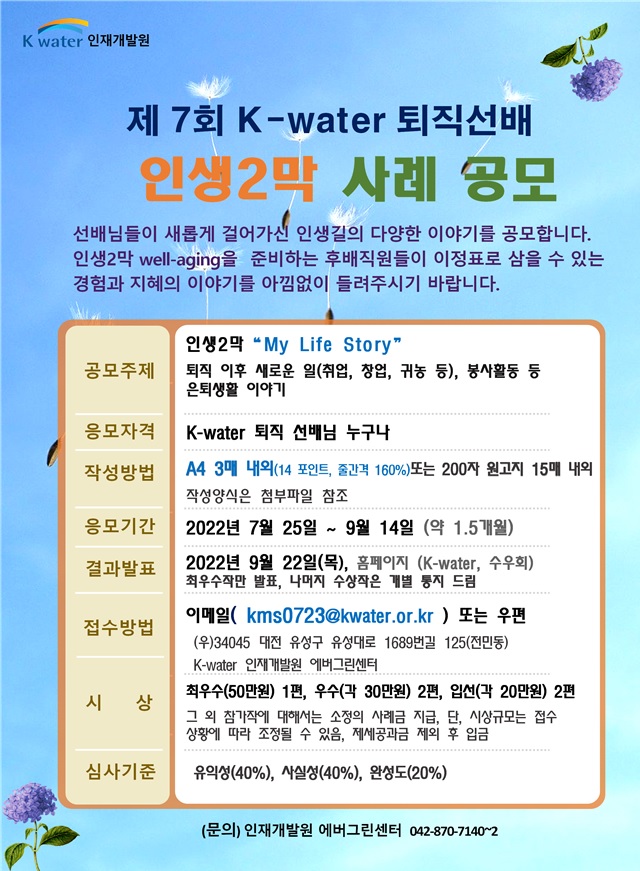 K water 인재개발원
제 7회 K-water 퇴직선배
인생2막 사례 공모
선배님들이 새롭게 걸어가신 인생길의 다양한 이야기를 공모합니다.
인생2막 well-aging을 준비하는 후배직원들이 이정표로 삼을 수 있는
경험과 지혜의 이야기를 아낌없이 들려주시기 바랍니다.
공모주제
인생2막 “My Life Story”
퇴직 이후 새로운 일(취업, 창업, 귀농 등), 봉사활동 등
은퇴생활 이야기
응모자격
K-water 퇴직 선배님 누구나
작성방법
A4 3매 내외(14 포인트, 줄간격 160%)또는 200자 원고지 15매 내외
작성양식은 첨부파일 참조
응모기간
2022년 7월 25일 ~ 9월 14일 (약 1.5개월)
결과발표
2022년 9월 22일(목), 홈페이지 (K-water, 수우회)
최우수작만 발표, 나머지 수상작은 개별 통지 드림
접수방법
이메일( kms0723@kwater.or.kr ) 또는 우편
(우)34045 대전 유성구 유성대로 1689번길 125(전민동)
K-water 인재개발원 에버그린센터
시 상
최우수(50만원) 1편, 우수(각 30만원) 2편, 입선(각 20만원) 2편
그 외 참가작에 대해서는 소정의 사례금 지급, 단, 시상규모는 접수
상황에 따라 조정될 수 있음, 제세공과금 제외 후 입금
심사기준
유익성(40%), 사실성(40%), 완성도(20%)
(문의) 인재개발원 에버그린센터 042-870-7140~2